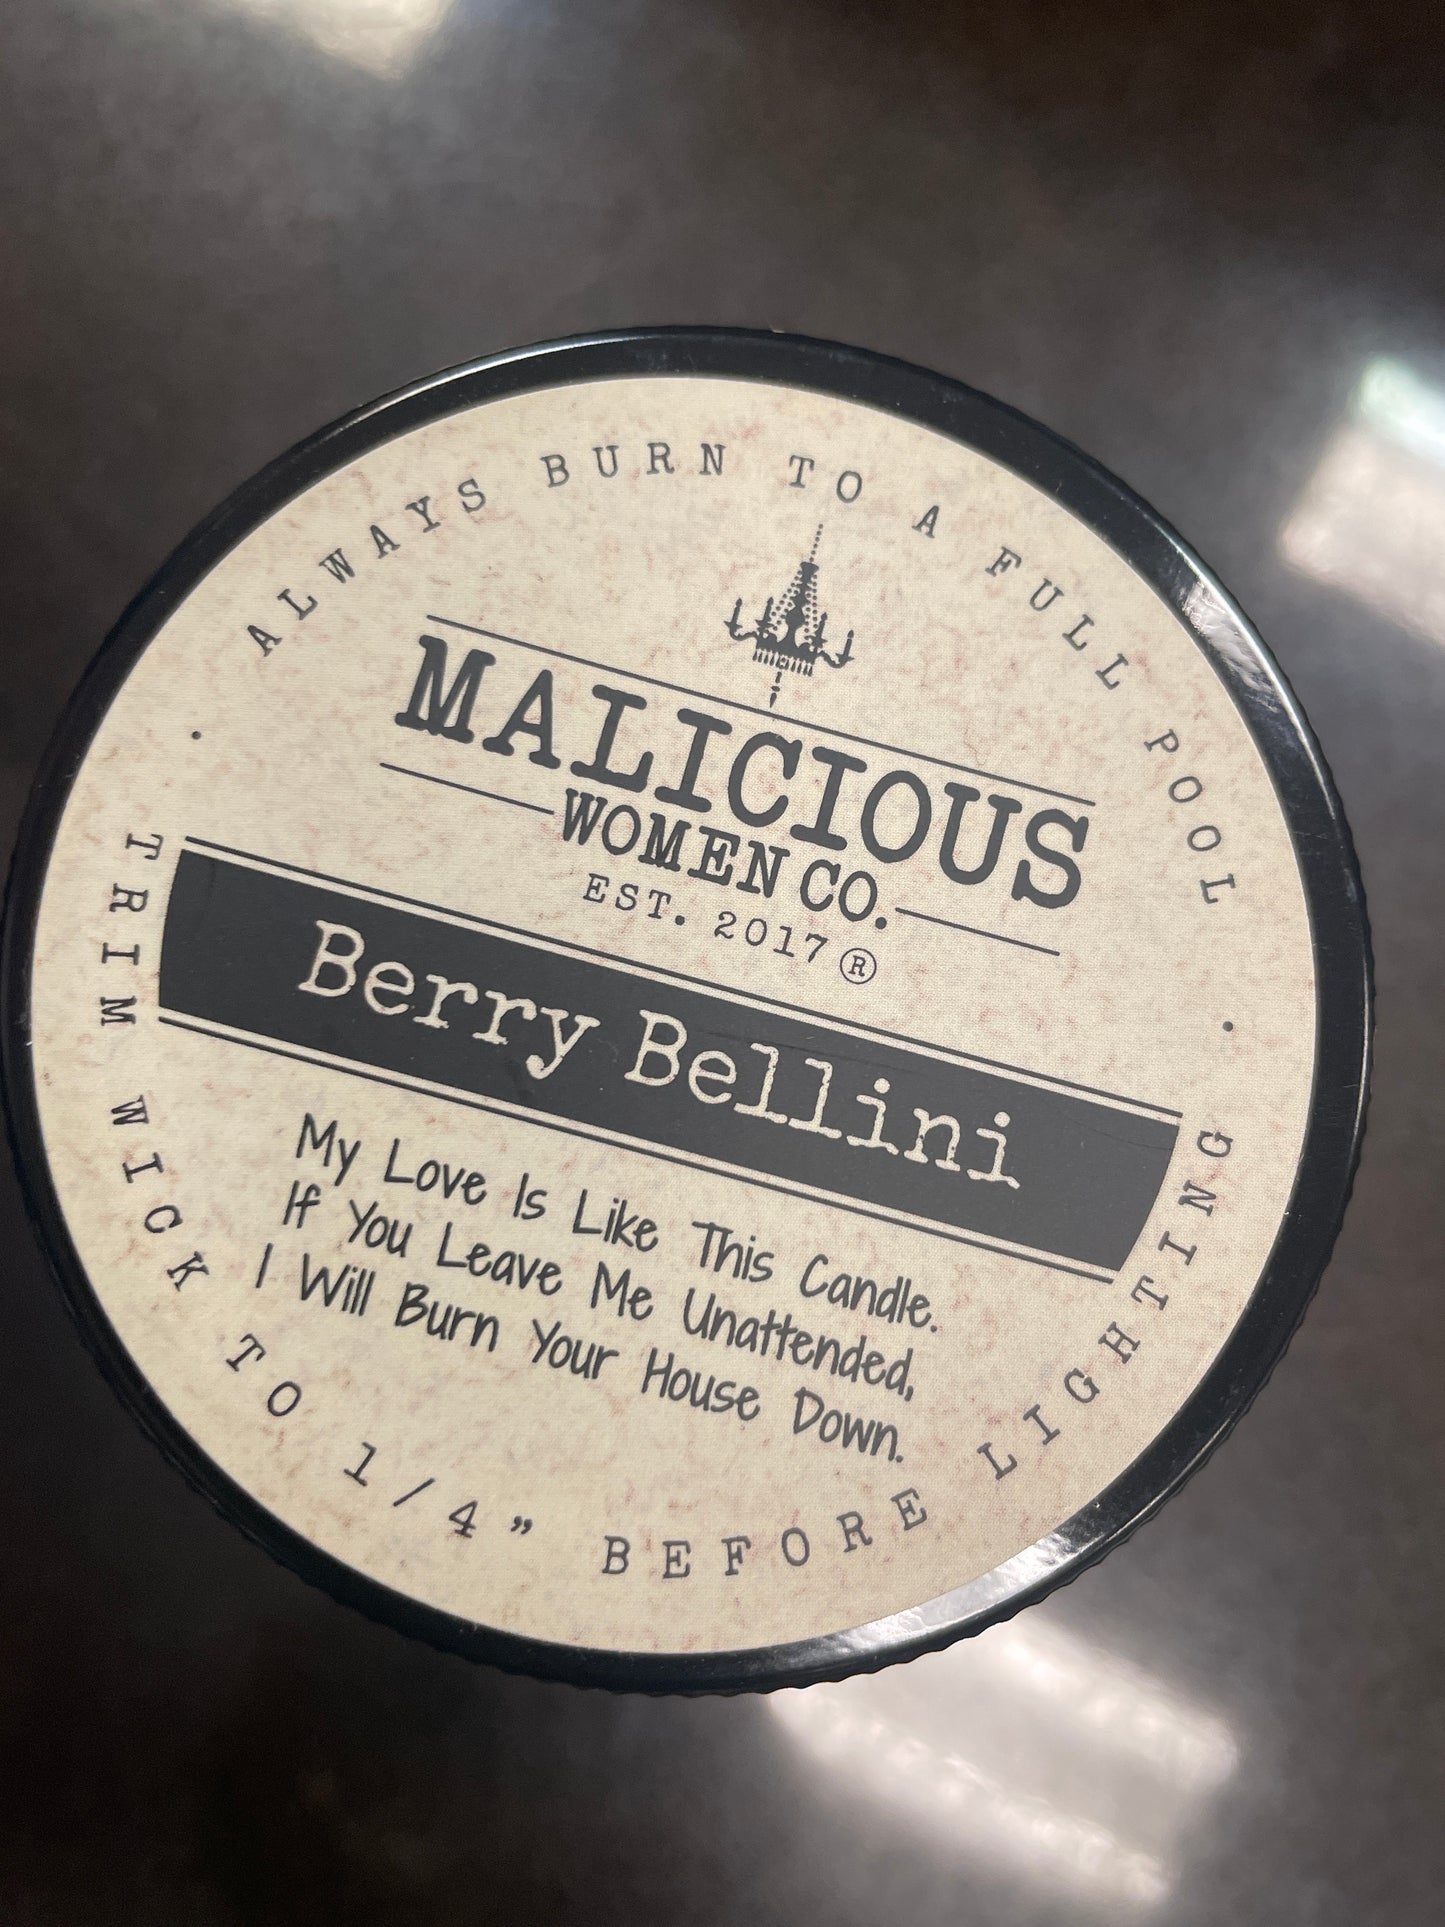 ALWAYS BURN TO A FULL POOL
MALICIOUS
WOMEN CO.
EST. 2017 ®
Berry Bellini
My Love Is Like This Candle.
If You Leave Me Unattended,
I Will Burn Your House Down.
TRIM WICK TO 1/4” BEFORE LIGHTING